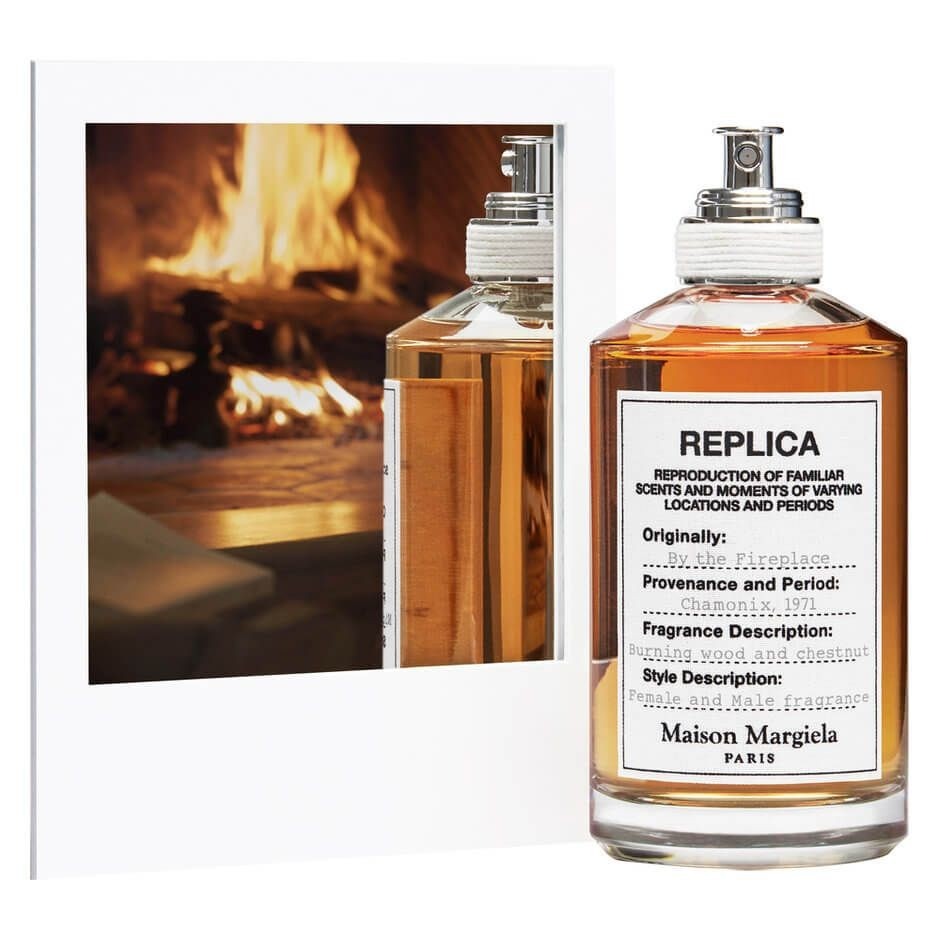 REPLICA
REPRODUCTION OF FAMILIAR
SCENTS AND MOMENTS OF VARYING
LOCATIONS AND PERIODS
Originally:
By the Fireplace
Provenance and Period:
Chamonix, 1971
Fragrance Description:
Burning wood and chestnut
Style Description:
Female and Male fragrance
Maison Margiela
PARIS